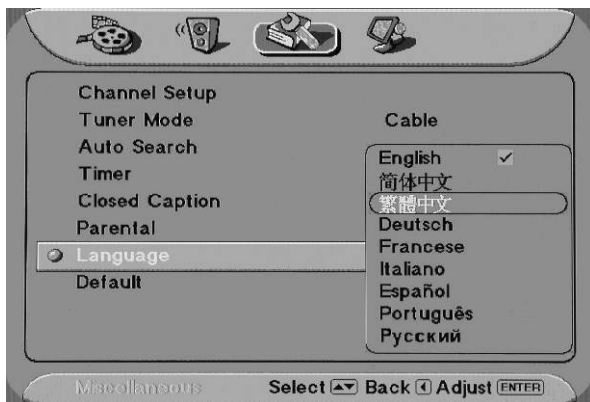 Channel Setup
Tuner Mode Cable
Auto Search
Timer
Closed Caption
Parental
Language
Default
English
简体中文
繁體中文
Deutsch
Francese
Italiano
Español
Português
Русский
Miscellaneous Select Back Adjust ENTER